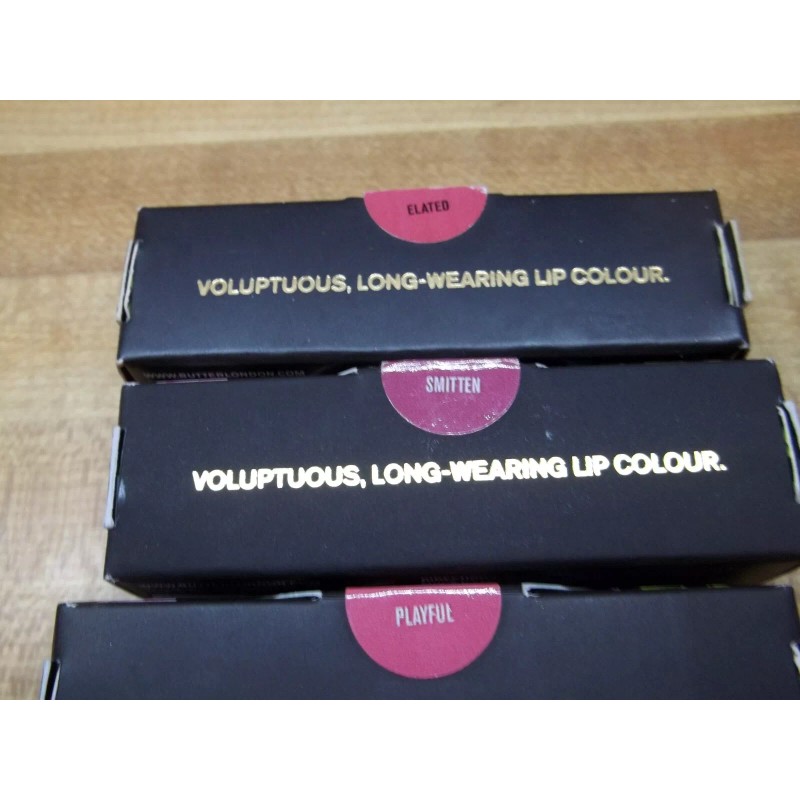 ELATED
VOLUPTUOUS, LONG-WEARING LIP COLOUR.
WWW.BUTTERLONDON.COM
SMITTEN
VOLUPTUOUS, LONG-WEARING LIP COLOUR.
PLAYFUL